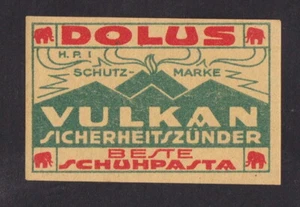 DOLUS
H. P. I
SCHUTZ- MARKE
VULKAN
SICHERHEITSZÜNDER
BESTE
SCHUHPASTA